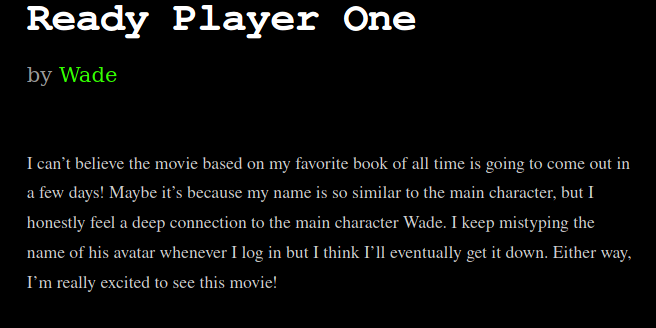 Ready Player One
by Wade
I can’t believe the movie based on my favorite book of all time is going to come out in
a few days! Maybe it’s because my name is so similar to the main character, but I
honestly feel a deep connection to the main character Wade. I keep mistyping the
name of his avatar whenever I log in but I think I’ll eventually get it down. Either way,
I’m really excited to see this movie!